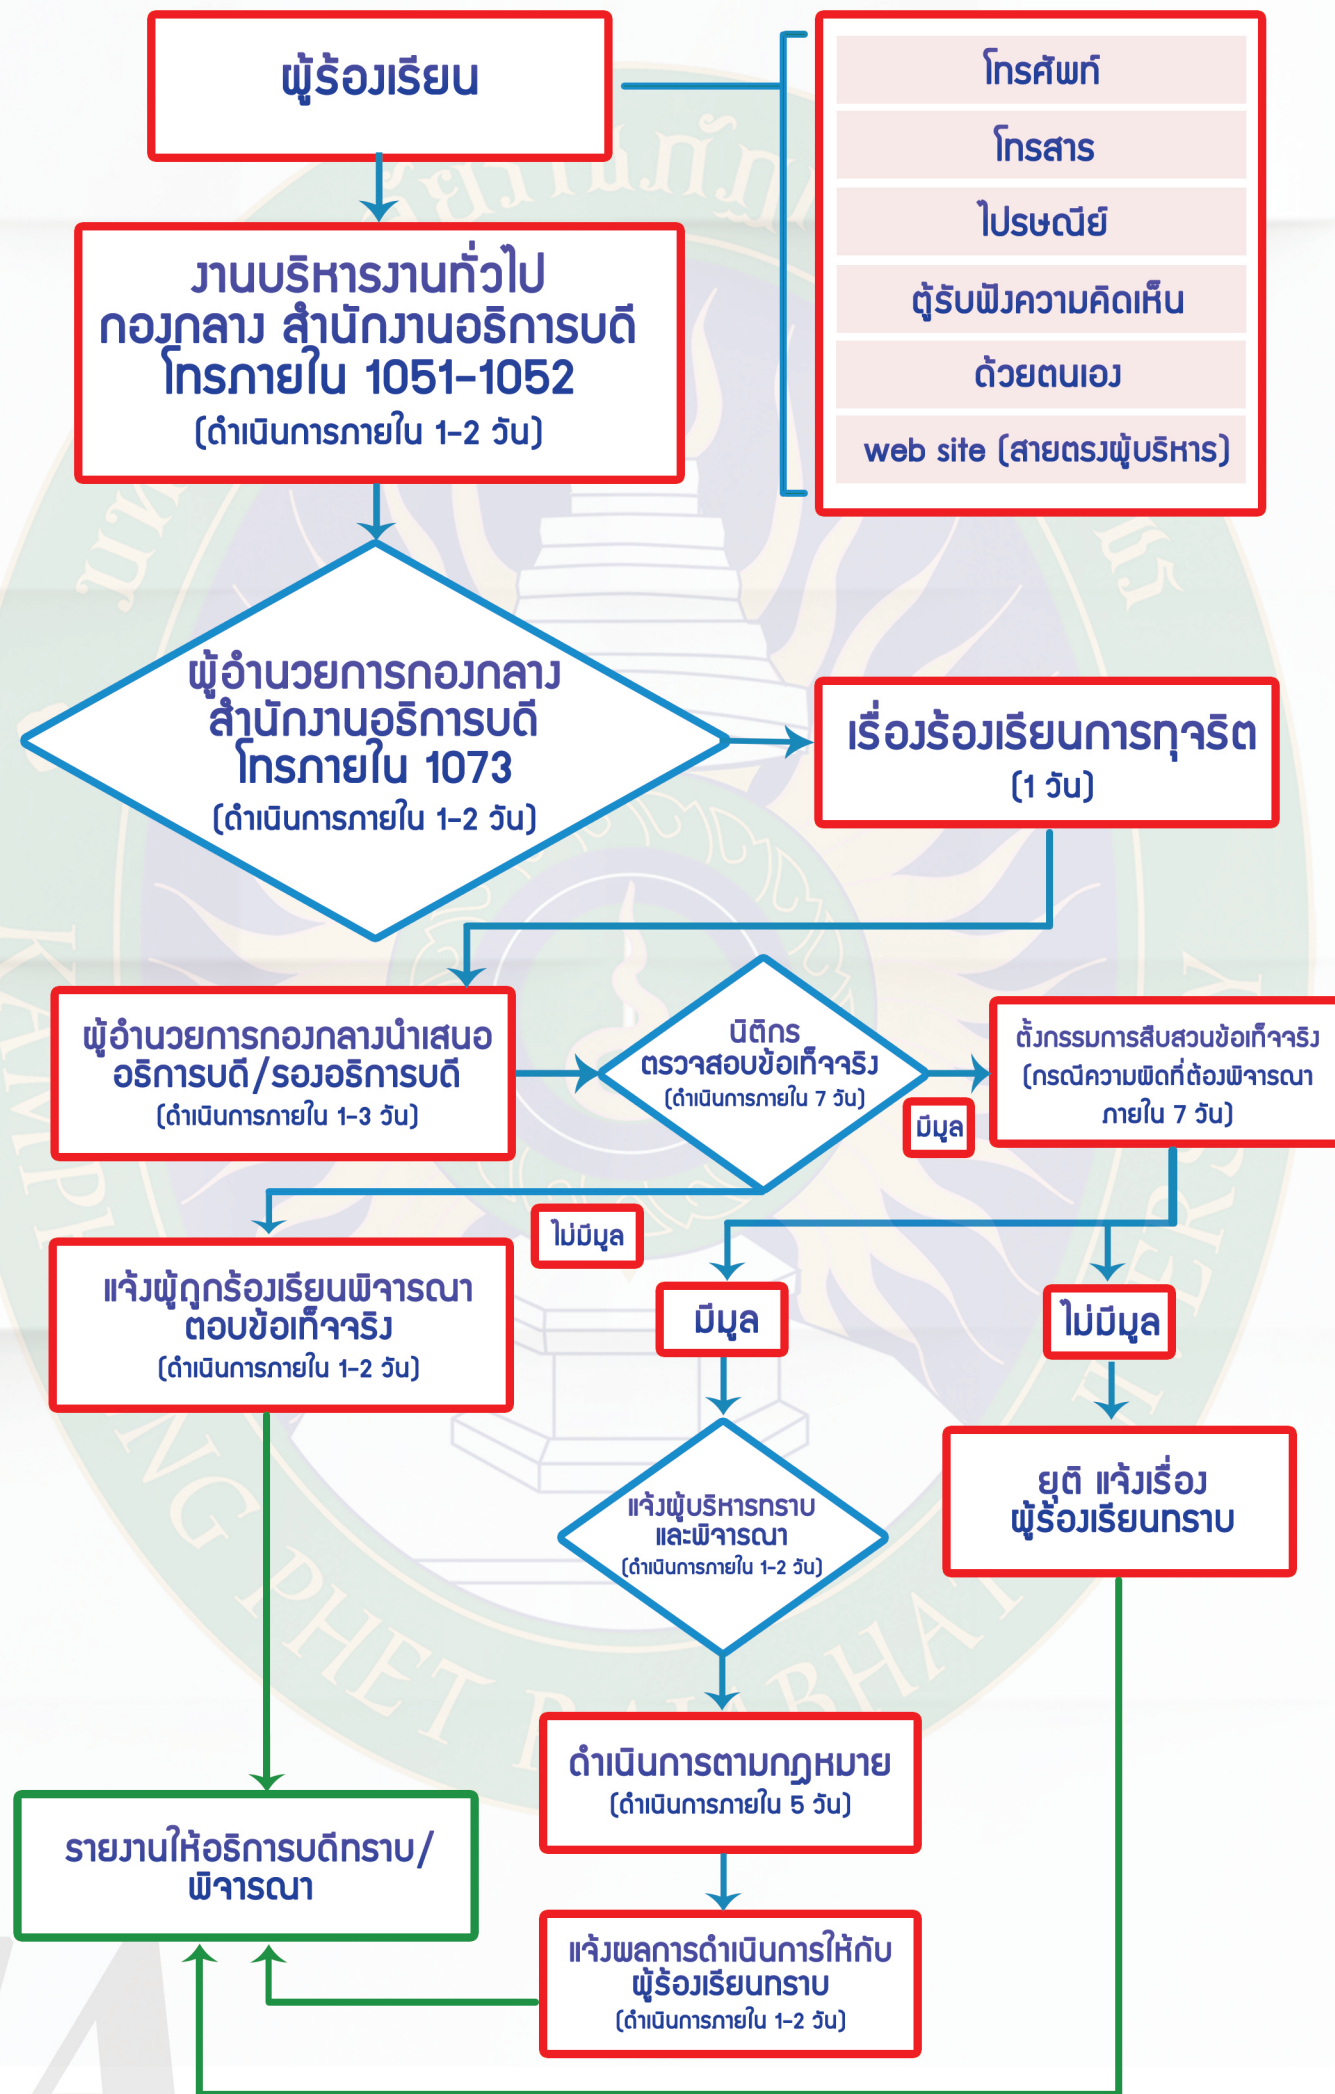 ผู้ร้องเรียน
โทรศัพท์
โทรสาร
ไปรษณีย์
ตู้รับฟังความคิดเห็น
ด้วยตนเอง
web site (สายตรงผู้บริหาร)
งานบริหารงานทั่วไป
กองกลาง สำนักงานอธิการบดี
โทรภายใน 1051-1052
(ดำเนินการภายใน 1-2 วัน)
ผู้อำนวยการกองกลาง
สำนักงานอธิการบดี
โทรภายใน 1073
(ดำเนินการภายใน 1-2 วัน)
เรื่องร้องเรียนการทุจริต
(1 วัน)
ผู้อำนวยการกองกลางนำเสนอ
อธิการบดี/รองอธิการบดี
(ดำเนินการภายใน 1-3 วัน)
นิติกร
ตรวจสอบข้อเท็จจริง
(ดำเนินการภายใน 7 วัน)
มีมูล
ตั้งกรรมการสืบสวนข้อเท็จจริง
(กรณีความผิดที่ต้องพิจารณา
ภายใน 7 วัน)
ไม่มีมูล
แจ้งผู้ถูกร้องเรียนพิจารณา
ตอบข้อเท็จจริง
(ดำเนินการภายใน 1-2 วัน)
มีมูล
ไม่มีมูล
แจ้งผู้บริหารทราบ
และพิจารณา
(ดำเนินการภายใน 1-2 วัน)
ยุติ แจ้งเรื่อง
ผู้ร้องเรียนทราบ
ดำเนินการตามกฎหมาย
(ดำเนินการภายใน 5 วัน)
รายงานให้อธิการบดีทราบ/
พิจารณา
แจ้งผลการดำเนินการให้กับ
ผู้ร้องเรียนทราบ
(ดำเนินการภายใน 1-2 วัน)